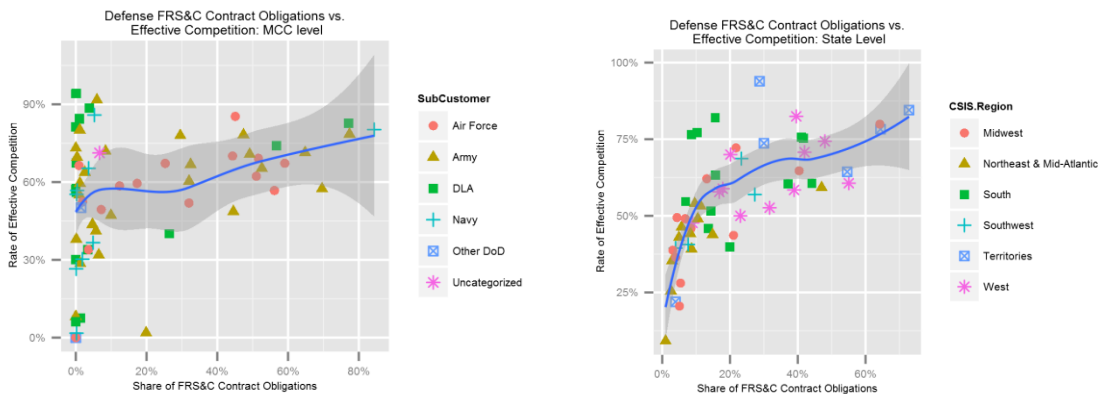 Defense FRS&C Contract Obligations vs.
Effective Competition: MCC level
Rate of Effective Competition
90%
60%
30%
0%
0%
20%
40%
60%
80%
Share of FRS&C Contract Obligations
SubCustomer
Air Force
Army
DLA
Navy
Other DoD
Uncategorized
Defense FRS&C Contract Obligations vs.
Effective Competition: State Level
Rate of Effective Competition
100%
75%
50%
25%
0%
20%
40%
60%
Share of FRS&C Contract Obligations
CSIS.Region
Midwest
Northeast & Mid-Atlantic
South
Southwest
Territories
West